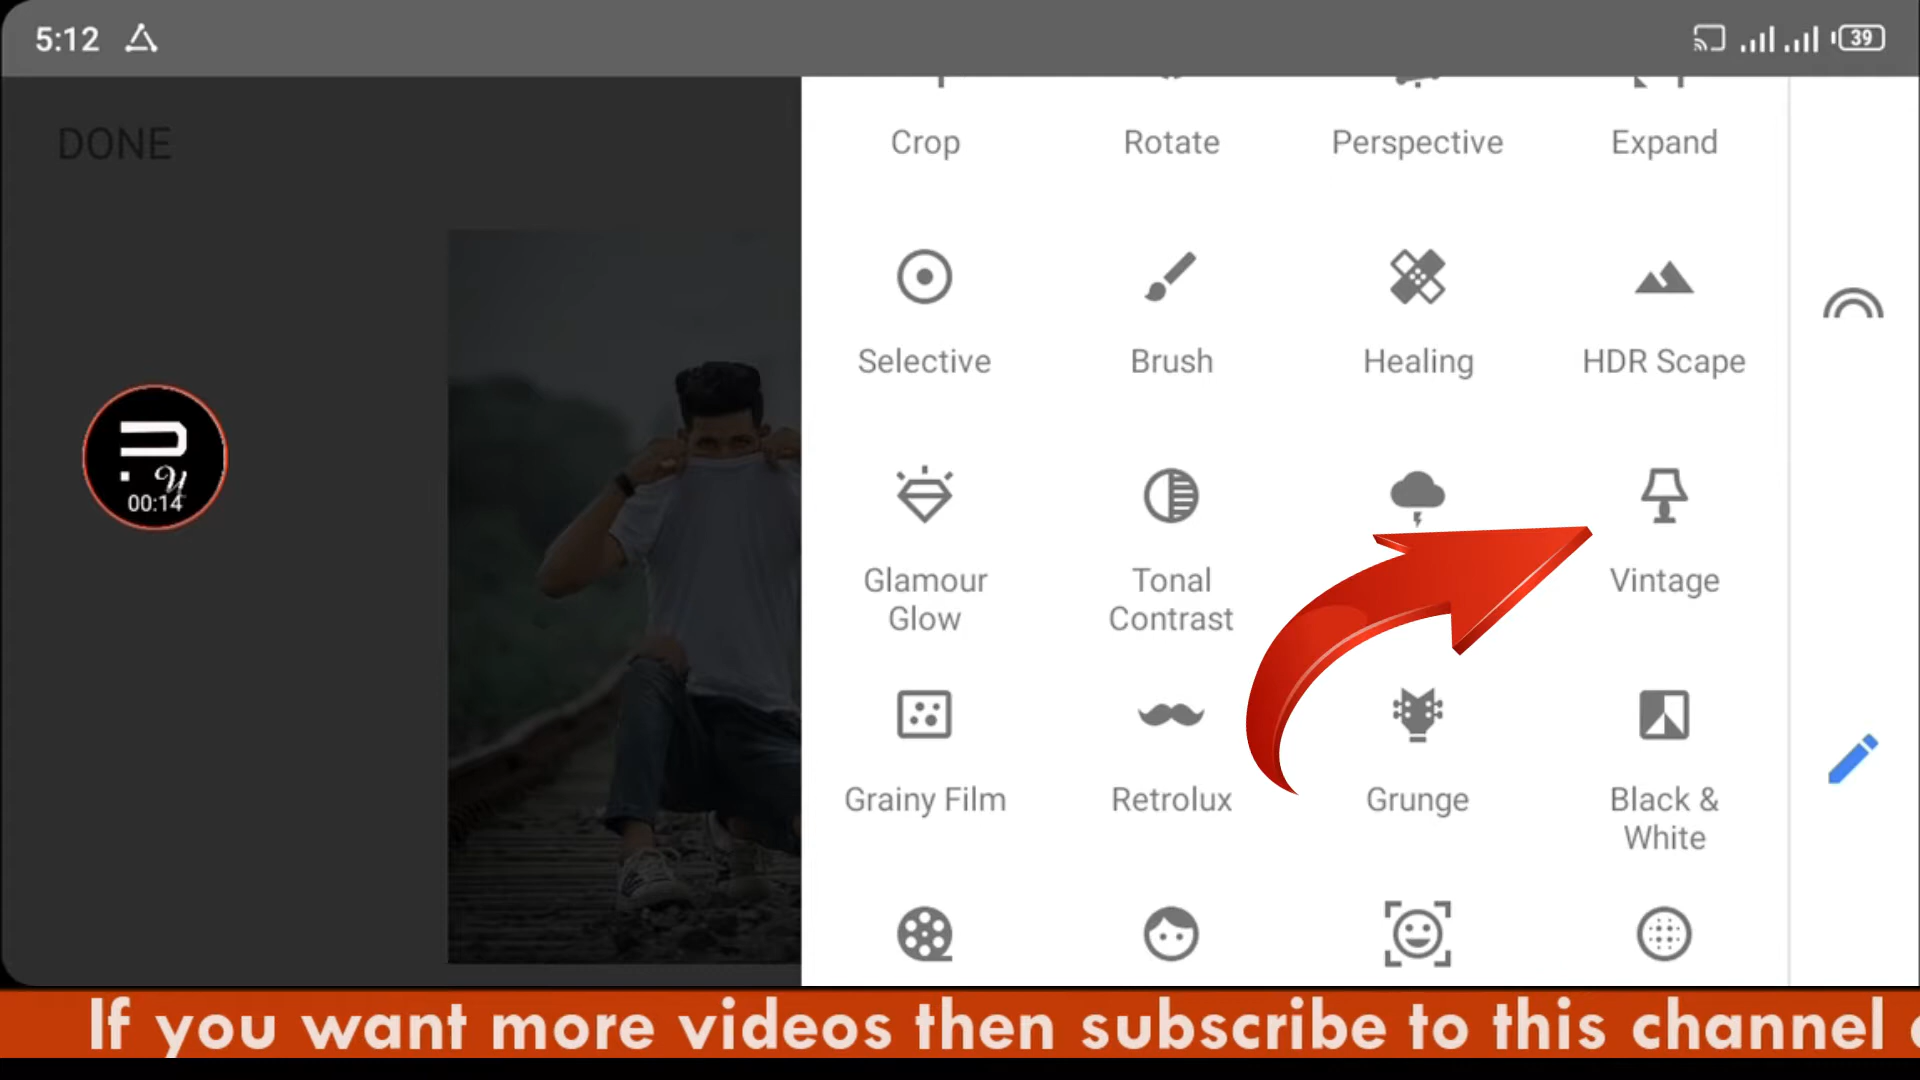 5:12
39
DONE
Crop
Rotate
Perspective
Expand
Selective
Brush
Healing
HDR Scape
Glamour
Glow
Tonal
Contrast
Vintage
00:14
Grainy Film
Retrolux
Grunge
Black &
White
If you want more videos then subscribe to this channel